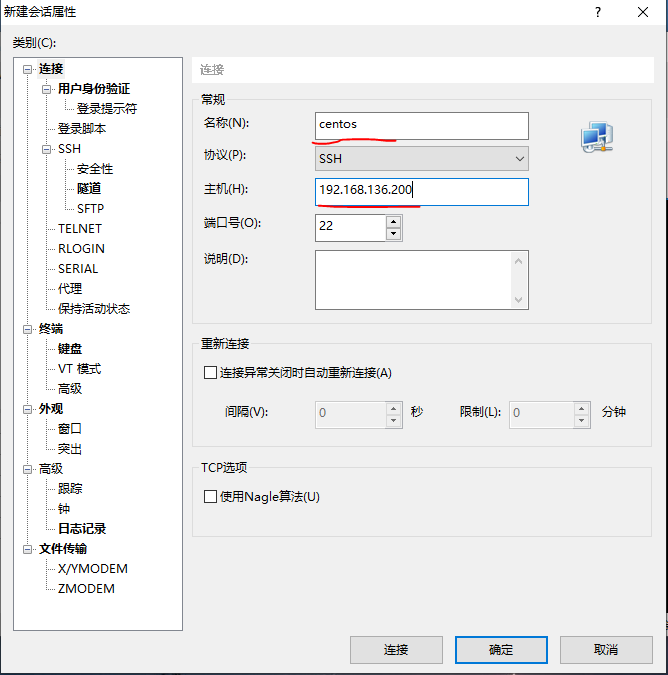 新建会话属性
类别(C):
连接
用户身份验证
登录提示符
登录脚本
SSH
安全性
隧道
SFTP
TELNET
RLOGIN
SERIAL
代理
保持活动状态
终端
键盘
VT 模式
高级
外观
窗口
突出
高级
跟踪
钟
日志记录
文件传输
X/YMODEM
ZMODEM
连接
常规
名称(N):
centos
协议(P):
SSH
主机(H):
192.168.136.200
端口号(O):
22
说明(D):
重新连接
连接异常关闭时自动重新连接(A)
间隔(V):
0
秒
限制(L):
0
分钟
TCP选项
使用Nagle算法(U)
连接
确定
取消